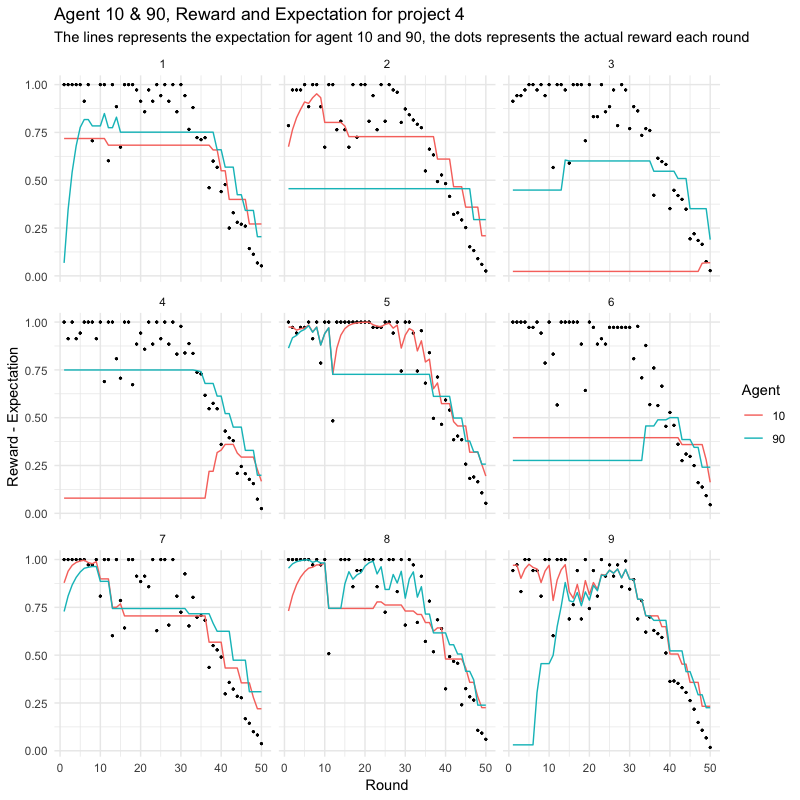 Agent 10 & 90, Reward and Expectation for project 4
The lines represents the expectation for agent 10 and 90, the dots represents the actual reward each round
1 2 3
1.00
0.75
0.50
0.25
0.00
4 5 6
1.00
0.75
0.50
0.25
0.00
7 8 9
1.00
0.75
0.50
0.25
0.00
0 10 20 30 40 50 0 10 20 30 40 50 0 10 20 30 40 50
Round
Reward - Expectation
Agent
10
90